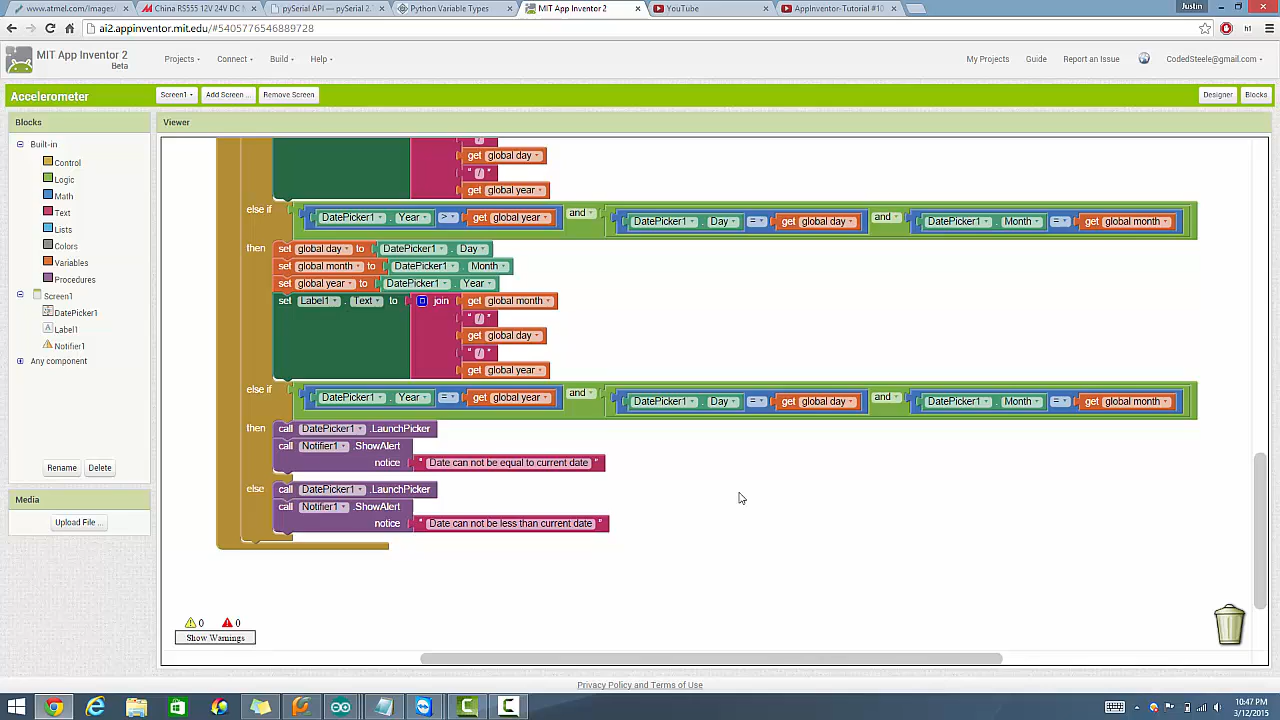 www.atmel.com/Images/
China RS555 12V 24V DC M
pySerial API — pySerial 2.
Python Variable Types
MIT App Inventor 2
YouTube
AppInventor-Tutorial #10
Justin
ai2.appinventor.mit.edu/#5405776546889728
MIT App Inventor 2
Beta
Projects
Connect
Build
Help
My Projects
Guide
Report an Issue
CodedSteele@gmail.com
Accelerometer
Screen1
Add Screen ...
Remove Screen
Designer
Blocks
Blocks
Viewer
Built-in
Control
Logic
Math
Text
Lists
Colors
Variables
Procedures
Screen1
DatePicker1
Label1
Notifier1
Any component
Rename
Delete
Media
Upload File ...
get global day
" / "
get global year
else if DatePicker1 . Year > get global year and DatePicker1 . Day = get global day and DatePicker1 . Month = get global month
then set global day to DatePicker1 . Day
set global month to DatePicker1 . Month
set global year to DatePicker1 . Year
set Label1 . Text to join get global month
" / "
get global day
" / "
get global year
else if DatePicker1 . Year = get global year and DatePicker1 . Day = get global day and DatePicker1 . Month = get global month
then call DatePicker1 .LaunchPicker
call Notifier1 .ShowAlert
notice " Date can not be equal to current date "
else call DatePicker1 .LaunchPicker
call Notifier1 .ShowAlert
notice " Date can not be less than current date "
0 0
Show Warnings
Privacy Policy and Terms of Use
10:47 PM
3/12/2015